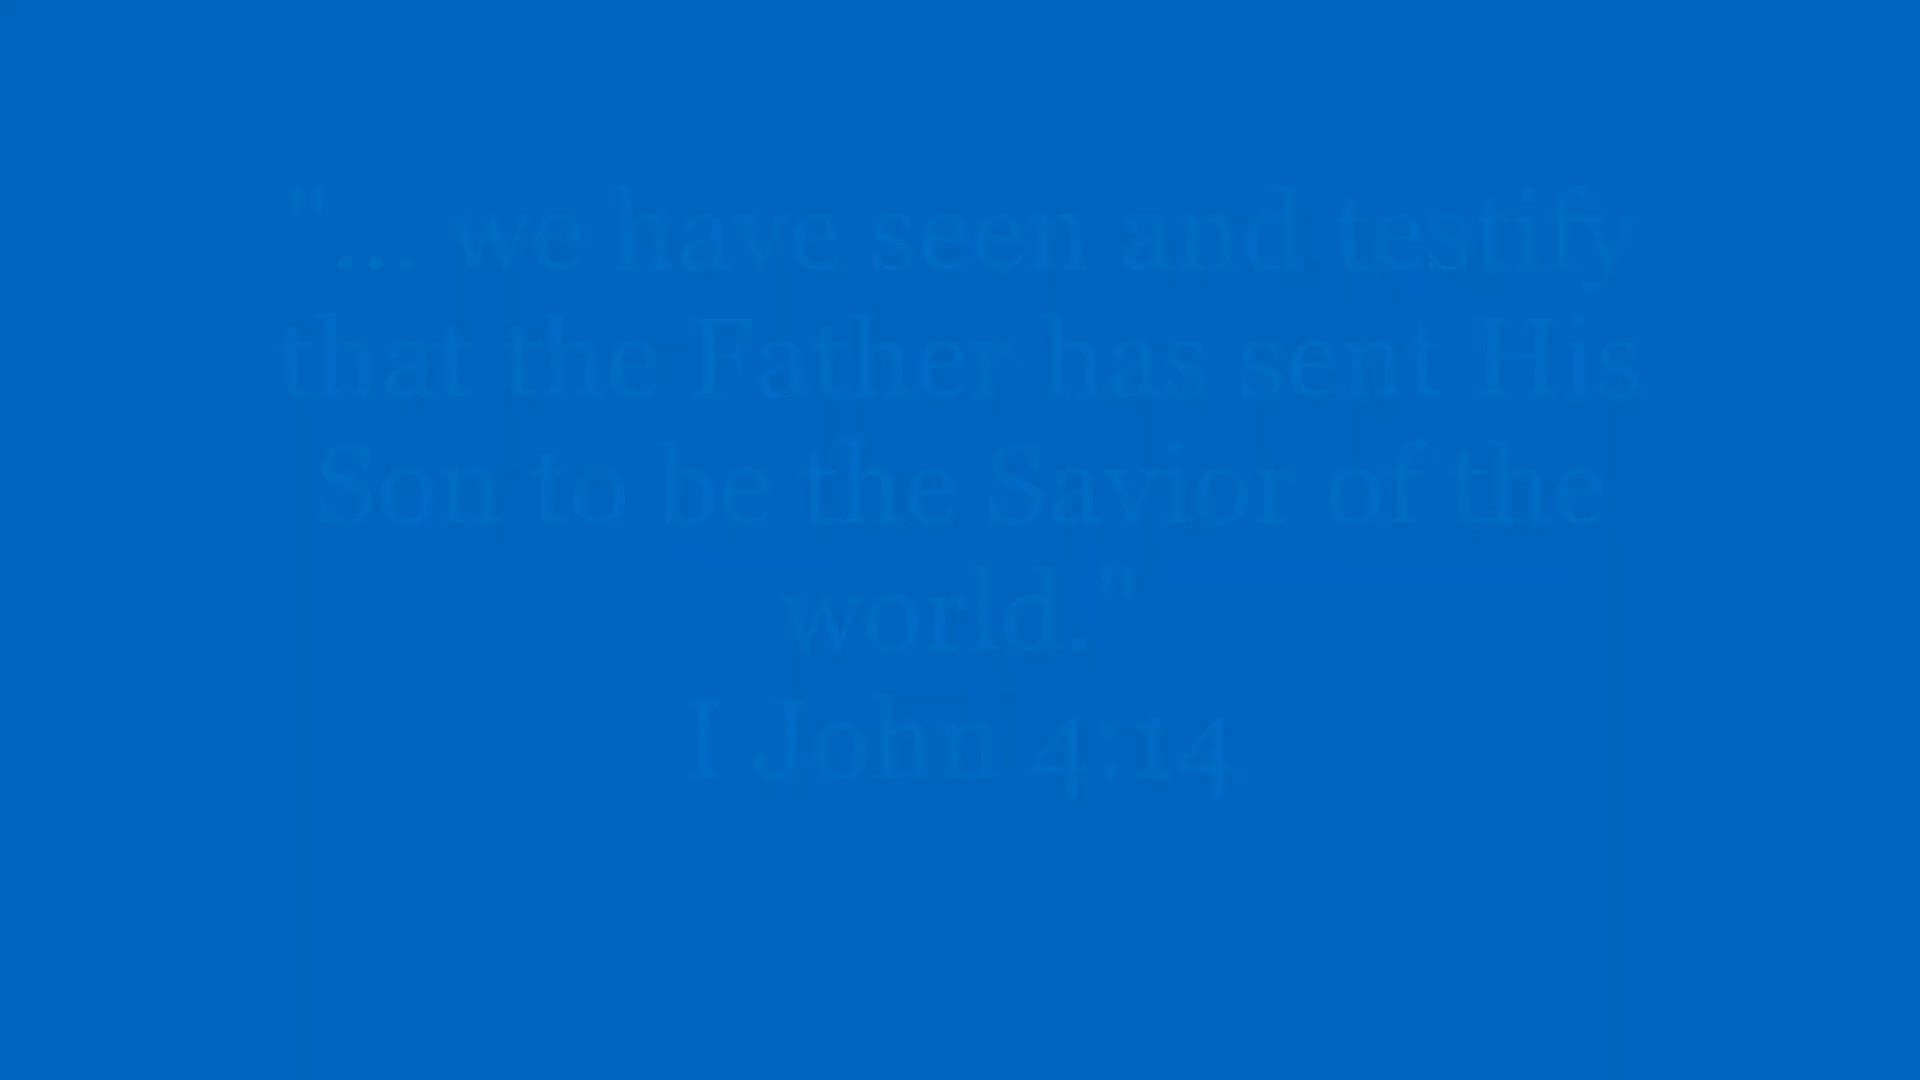 "... we have seen and testify
that the Father has sent His
Son to be the Savior of the
world."
I John 4:14